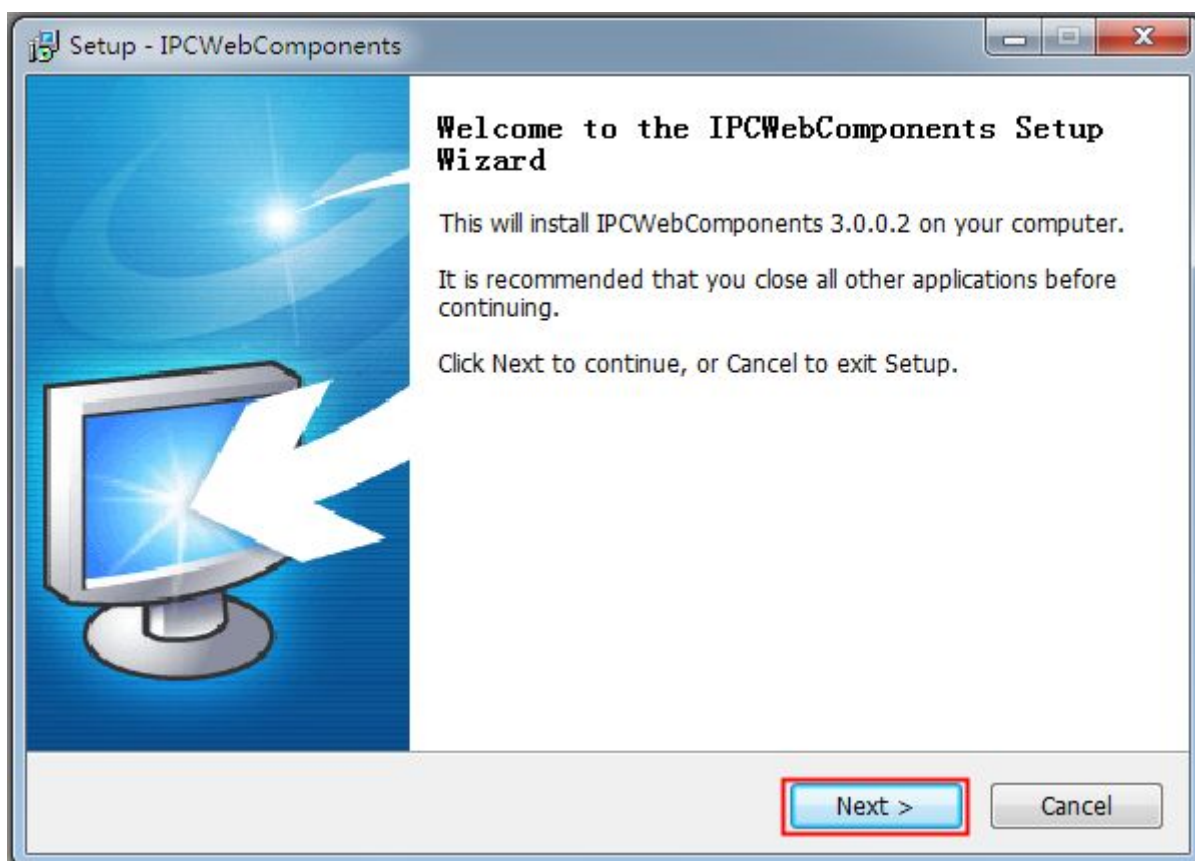 Setup - IPCWebComponents
Welcome to the IPCWebComponents Setup
Wizard
This will install IPCWebComponents 3.0.0.2 on your computer.
It is recommended that you close all other applications before
continuing.
Click Next to continue, or Cancel to exit Setup.
Next >
Cancel